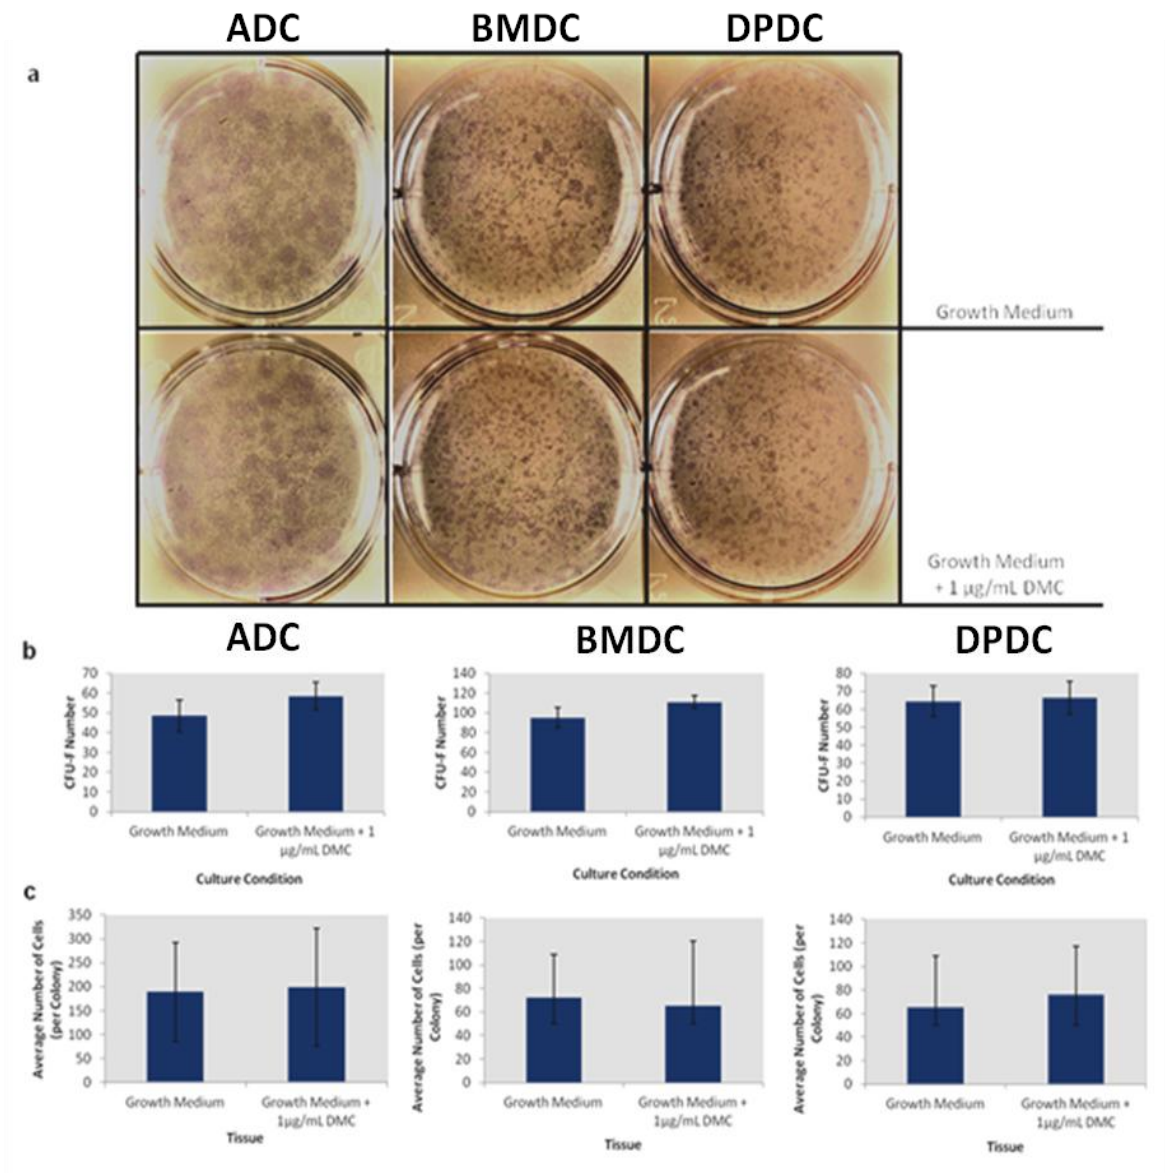 ADC BMDC DPDC
a
Growth Medium
Growth Medium
+ 1 µg/mL DMC
b
ADC BMDC DPDC
CFU-F Number
70
60
50
40
30
20
10
0
Growth Medium
Growth Medium + 1
µg/mL DMC
Culture Condition
CFU-F Number
140
120
100
80
60
40
20
0
Growth Medium
Growth Medium + 1
µg/mL DMC
Culture Condition
CFU-F Number
80
70
60
50
40
30
20
10
0
Growth Medium
Growth Medium + 1
µg/mL DMC
Culture Condition
c
Average Number of Cells
(per Colony)
350
300
250
200
150
100
50
0
Growth Medium
Growth Medium +
1µg/mL DMC
Tissue
Average Number of Cells (per
Colony)
140
120
100
80
60
40
20
0
Growth Medium
Growth Medium +
1µg/mL DMC
Tissue
Average Number of Cells (per
Colony)
140
120
100
80
60
40
20
0
Growth Medium
Growth Medium +
1µg/mL DMC
Tissue